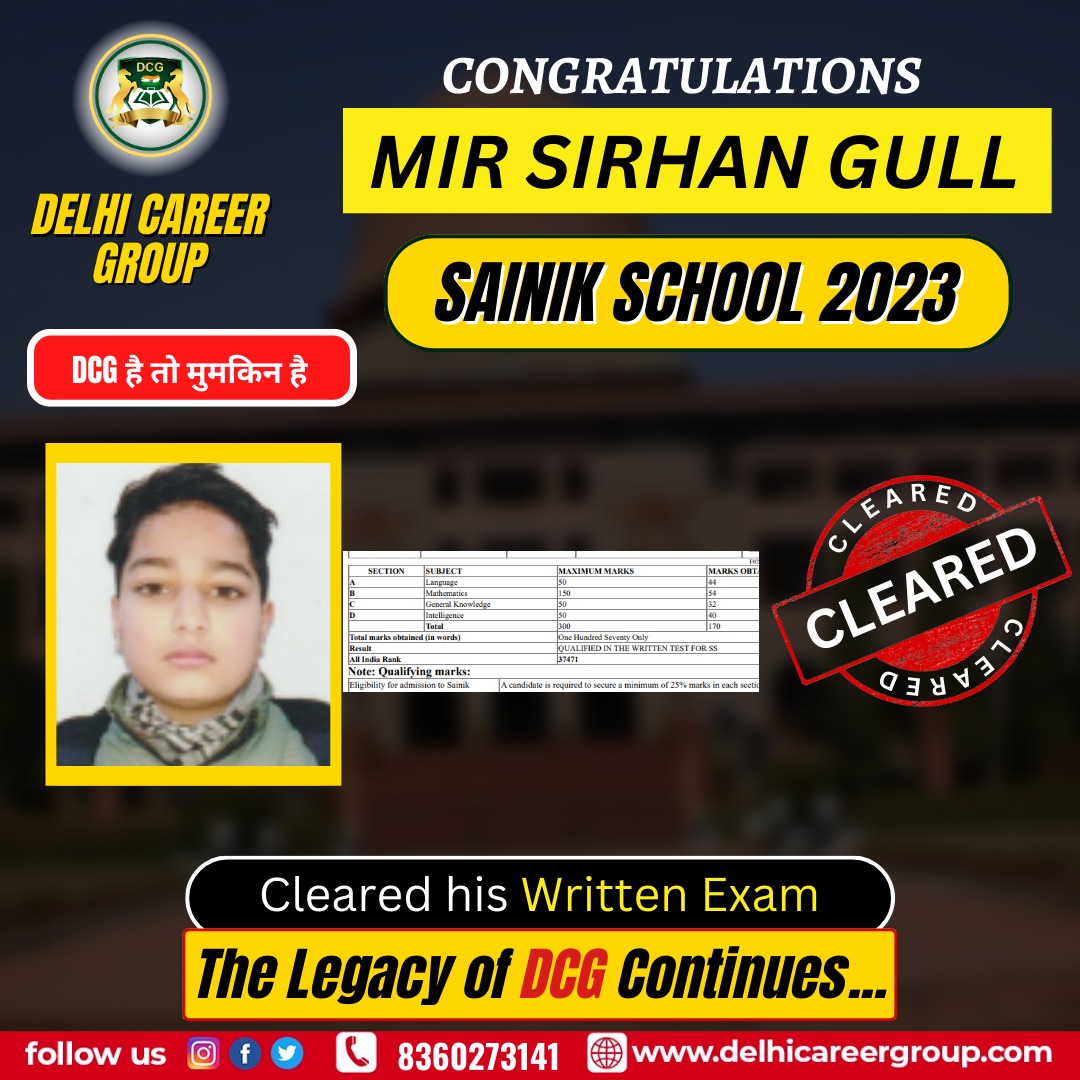 DCG
DELHI CAREER
GROUP
CONGRATULATIONS
MIR SIRHAN GULL
SAINIK SCHOOL 2023
DCG है तो मुमकिन है
SECTION SUBJECT MAXIMUM MARKS MARKS OBTA
A Language 50 44
B Mathematics 150 54
C General Knowledge 50 32
D Intelligence 50 40
Total 300 170
Total marks obtained (in words) One Hundred Seventy Only
Result QUALIFIED IN THE WRITTEN TEST FOR SS
All India Rank 37471
Note: Qualifying marks:
Eligibility for admission to Sainik A candidate is required to secure a minimum of 25% marks in each sectio
CLEARED
CLEARED
CLEARED
Cleared his Written Exam
The Legacy of DCG Continues...
follow us 8360273141 www.delhicareergroup.com